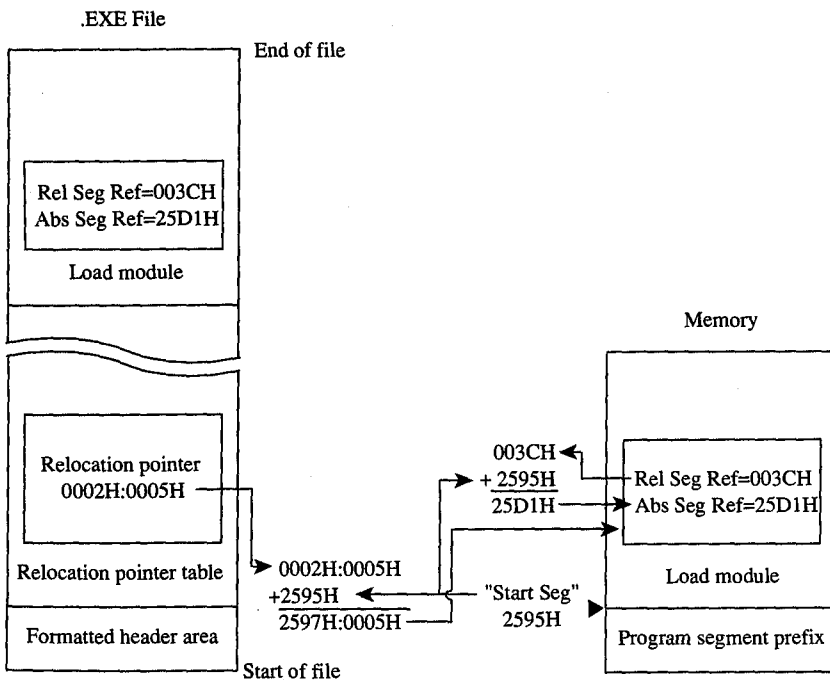 .EXE File
End of file
Rel Seg Ref=003CH
Abs Seg Ref=25D1H
Load module
Relocation pointer
0002H:0005H
Relocation pointer table
Formatted header area
Start of file
0002H:0005H
+2595H
2597H:0005H
003CH
+ 2595H
25D1H
"Start Seg"
2595H
Memory
Rel Seg Ref=003CH
Abs Seg Ref=25D1H
Load module
Program segment prefix